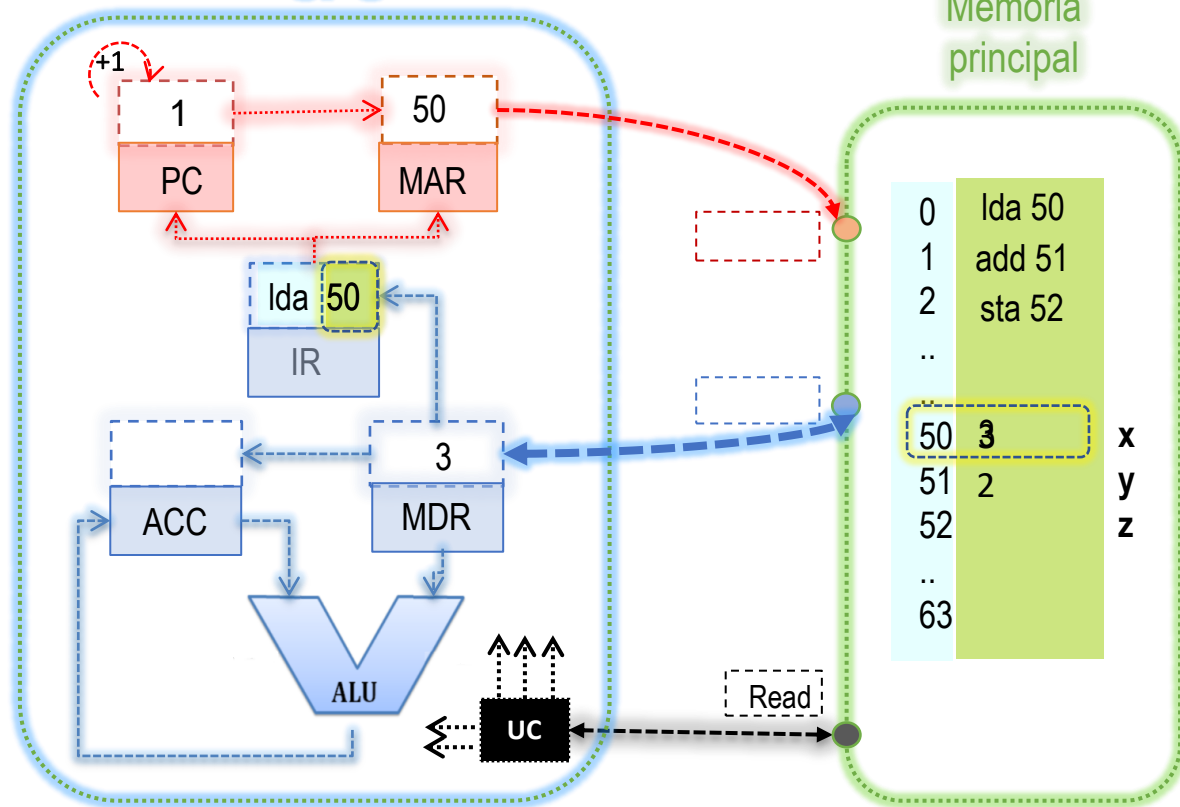 Memoria
principal
+1
1
50
PC
MAR
lda 50
IR
3
ACC
MDR
ALU
UC
Read
0 lda 50
1 add 51
2 sta 52
..
..
50 3 x
51 2 y
52 z
..
63